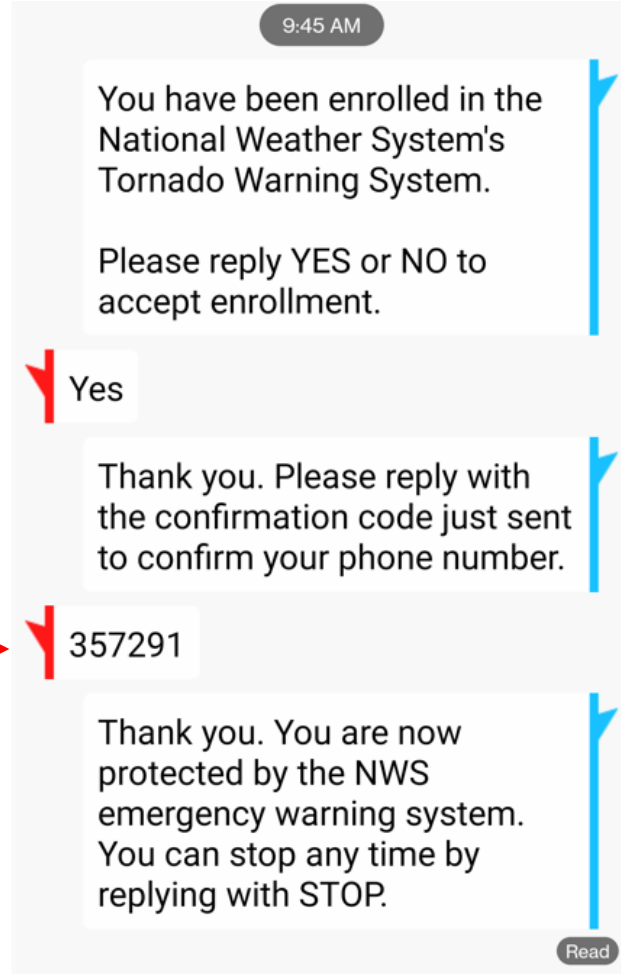 9:45 AM
You have been enrolled in the
National Weather System's
Tornado Warning System.
Please reply YES or NO to
accept enrollment.
Yes
Thank you. Please reply with
the confirmation code just sent
to confirm your phone number.
357291
Thank you. You are now
protected by the NWS
emergency warning system.
You can stop any time by
replying with STOP.
Read